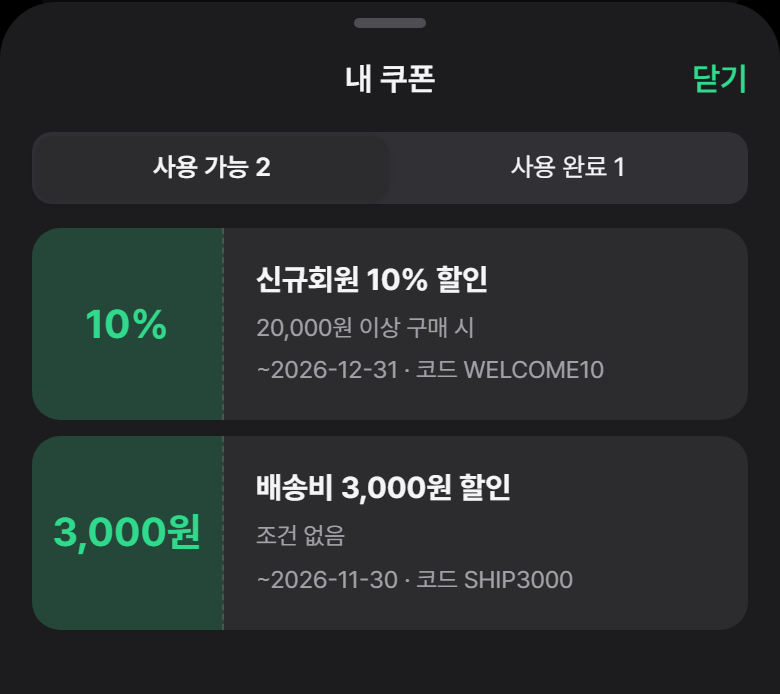 내 쿠폰
닫기
사용 가능 2
사용 완료 1
10%
신규회원 10% 할인
20,000원 이상 구매 시
~2026-12-31 · 코드 WELCOME10
3,000원
배송비 3,000원 할인
조건 없음
~2026-11-30 · 코드 SHIP3000